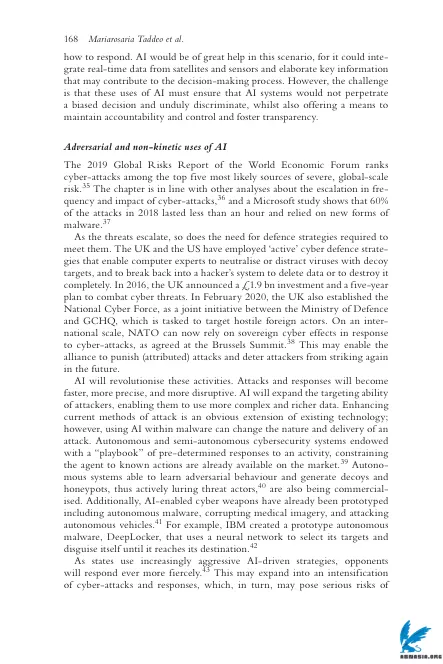 168 Mariarosaria Taddeo et al.
how to respond. AI would be of great help in this scenario, for it could inte-
grate real-time data from satellites and sensors and elaborate key information
that may contribute to the decision-making process. However, the challenge
is that these uses of AI must ensure that AI systems would not perpetrate
a biased decision and unduly discriminate, whilst also offering a means to
maintain accountability and control and foster transparency.
Adversarial and non-kinetic uses of AI
The 2019 Global Risks Report of the World Economic Forum ranks
cyber-attacks among the top five most likely sources of severe, global-scale
risk.35 The chapter is in line with other analyses about the escalation in fre-
quency and impact of cyber-attacks,36 and a Microsoft study shows that 60%
of the attacks in 2018 lasted less than an hour and relied on new forms of
malware.37
As the threats escalate, so does the need for defence strategies required to
meet them. The UK and the US have employed ‘active’ cyber defence strate-
gies that enable computer experts to neutralise or distract viruses with decoy
targets, and to break back into a hacker’s system to delete data or to destroy it
completely. In 2016, the UK announced a £1.9 bn investment and a five-year
plan to combat cyber threats. In February 2020, the UK also established the
National Cyber Force, as a joint initiative between the Ministry of Defence
and GCHQ, which is tasked to target hostile foreign actors. On an inter-
national scale, NATO can now rely on sovereign cyber effects in response
to cyber-attacks, as agreed at the Brussels Summit.38 This may enable the
alliance to punish (attributed) attacks and deter attackers from striking again
in the future.
AI will revolutionise these activities. Attacks and responses will become
faster, more precise, and more disruptive. AI will expand the targeting ability
of attackers, enabling them to use more complex and richer data. Enhancing
current methods of attack is an obvious extension of existing technology;
however, using AI within malware can change the nature and delivery of an
attack. Autonomous and semi-autonomous cybersecurity systems endowed
with a “playbook” of pre-determined responses to an activity, constraining
the agent to known actions are already available on the market.39 Autono-
mous systems able to learn adversarial behaviour and generate decoys and
honeypots, thus actively luring threat actors,40 are also being commercial-
ised. Additionally, AI-enabled cyber weapons have already been prototyped
including autonomous malware, corrupting medical imagery, and attacking
autonomous vehicles.41 For example, IBM created a prototype autonomous
malware, DeepLocker, that uses a neural network to select its targets and
disguise itself until it reaches its destination.42
As states use increasingly aggressive AI-driven strategies, opponents
will respond ever more fiercely.43 This may expand into an intensification
of cyber-attacks and responses, which, in turn, may pose serious risks of